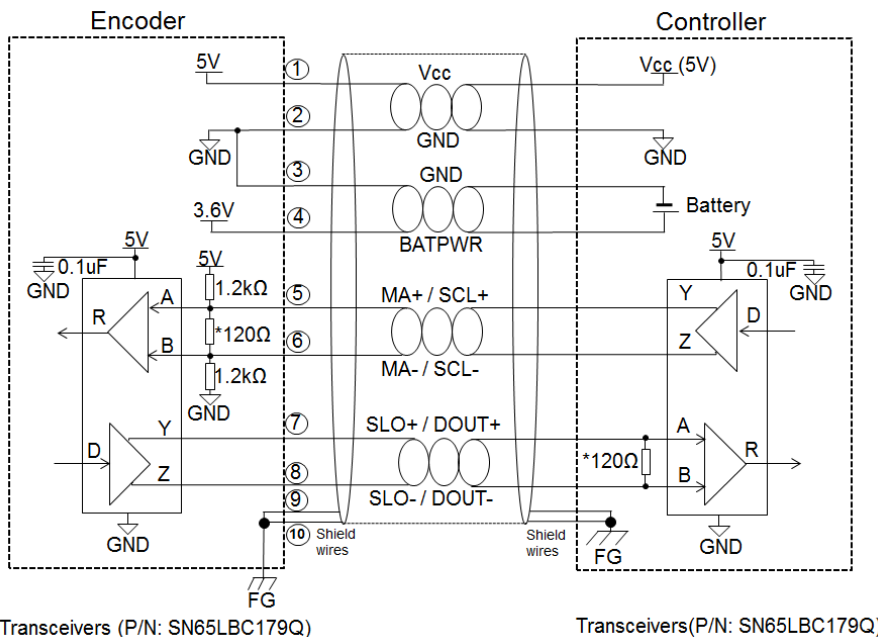 Encoder
Controller
5V
①
Vcc
Vcc (5V)
②
GND
GND
GND
③
GND
3.6V
④
Battery
BATPWR
5V
0.1uF
GND
5V
1.2kΩ
⑤
MA+ / SCL+
5V
0.1uF
GND
A
R
*120Ω
Y
D
B
⑥
Z
1.2kΩ
MA- / SCL-
GND
⑦
SLO+ / DOUT+
Y
D
Z
A
*120Ω
R
B
⑧
SLO- / DOUT-
⑨
⑩
Shield
wires
Shield
wires
GND
FG
FG
GND
Transceivers (P/N: SN65LBC179Q)
Transceivers(P/N: SN65LBC179Q)